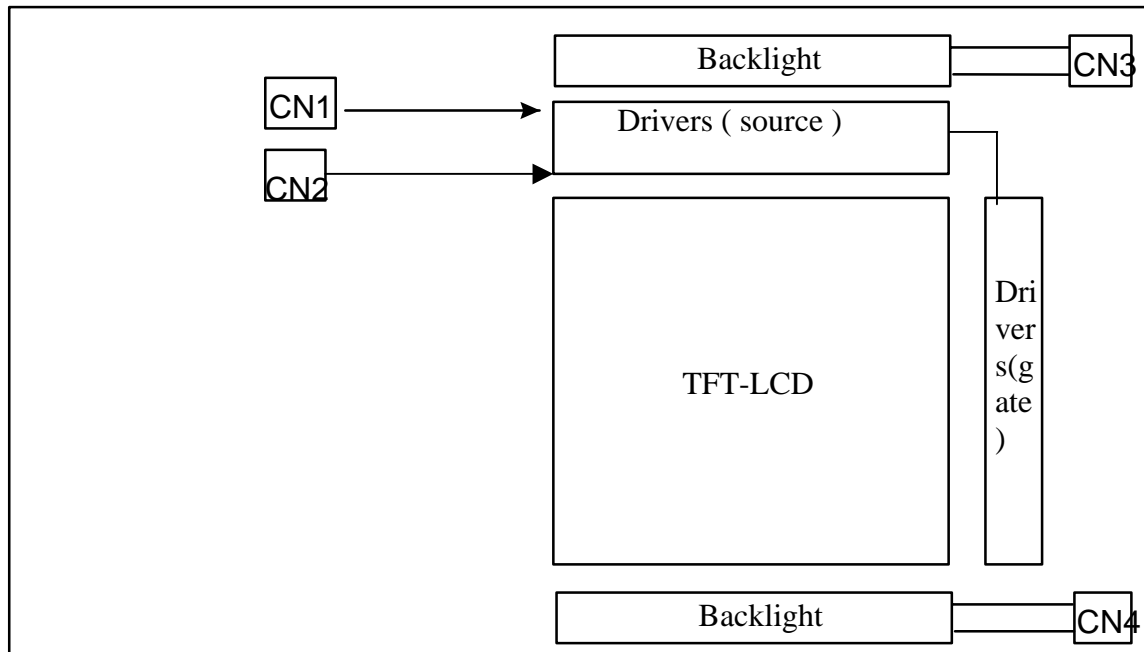 Backlight
CN3
CN1
Drivers ( source )
CN2
Dri
ver
s(g
ate
)
TFT-LCD
Backlight
CN4